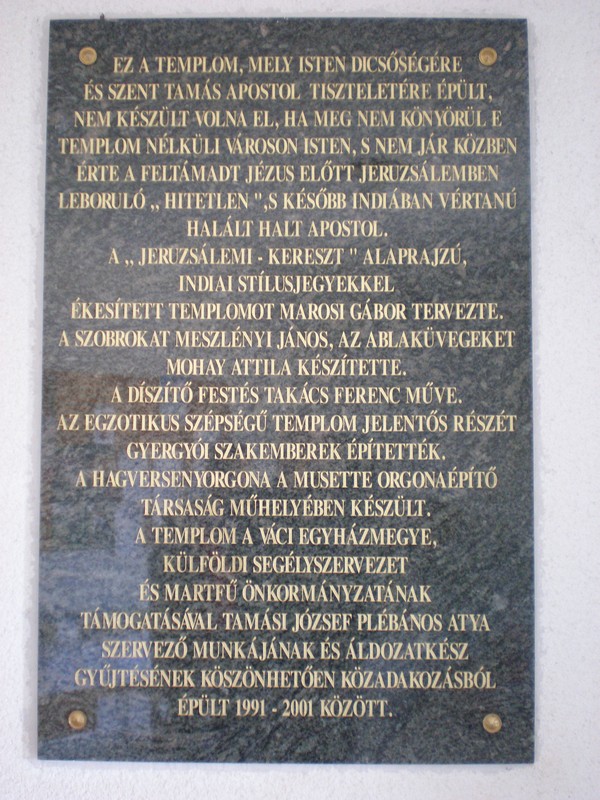 EZ A TEMPLOM, MELY ISTEN DICSŐSÉGÉRE
ÉS SZENT TAMÁS APOSTOL TISZTELETÉRE ÉPÜLT,
NEM KÉSZÜLT VOLNA EL, HA MEG NEM KÖNYÖRÜL E
TEMPLOM NÉLKÜLI VÁROSON ISTEN, S NEM JÁR KÖZBEN
ÉRTE A FELTÁMADT JÉZUS ELŐTT JERUZSÁLEMBEN
LEBORULÓ ,, HITETLEN ",S KÉSŐBB INDIÁBAN VÉRTANÚ
HALÁLT HALT APOSTOL.
A ,, JERUZSÁLEMI - KERESZT " ALAPRAJZÚ,
INDIAI STÍLUSJEGYEKKEL
ÉKESÍTETT TEMPLOMOT MAROSI GÁBOR TERVEZTE.
A SZOBROKAT MESZLÉNYI JÁNOS, AZ ABLAKÜVEGEKET
MOHAY ATTILA KÉSZÍTETTE.
A DÍSZÍTŐ FESTÉS TAKÁCS FERENC MŰVE.
AZ EGZOTIKUS SZÉPSÉGŰ TEMPLOM JELENTŐS RÉSZÉT
GYERGYÓI SZAKEMBEREK ÉPÍTETTÉK.
A HAGVERSENYORGONA A MUSETTE ORGONAÉPÍTŐ
TÁRSASÁG MŰHELYÉBEN KÉSZÜLT.
A TEMPLOM A VÁCI EGYHÁZMEGYE,
KÜLFÖLDI SEGÉLYSZERVEZET
ÉS MARTFŰ ÖNKORMÁNYZATÁNAK
TÁMOGATÁSÁVAL TAMÁSI JÓZSEF PLÉBÁNOS ATYA
SZERVEZŐ MUNKÁJÁNAK ÉS ÁLDOZATKÉSZ
GYŰJTÉSÉNEK KÖSZÖNHETŐEN KÖZADAKOZÁSBÓL
ÉPÜLT 1991 - 2001 KÖZÖTT.